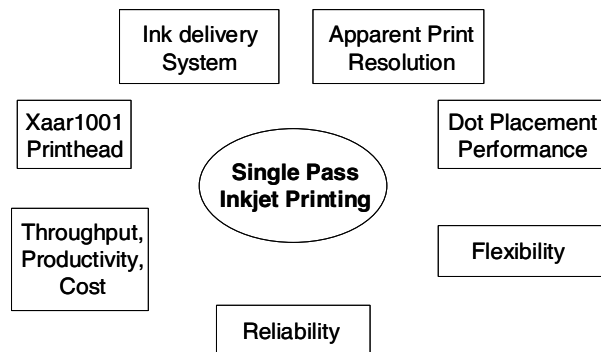 Ink delivery
System
Apparent Print
Resolution
Xaar1001
Printhead
Dot Placement
Performance
Single Pass
Inkjet Printing
Throughput,
Productivity,
Cost
Flexibility
Reliability